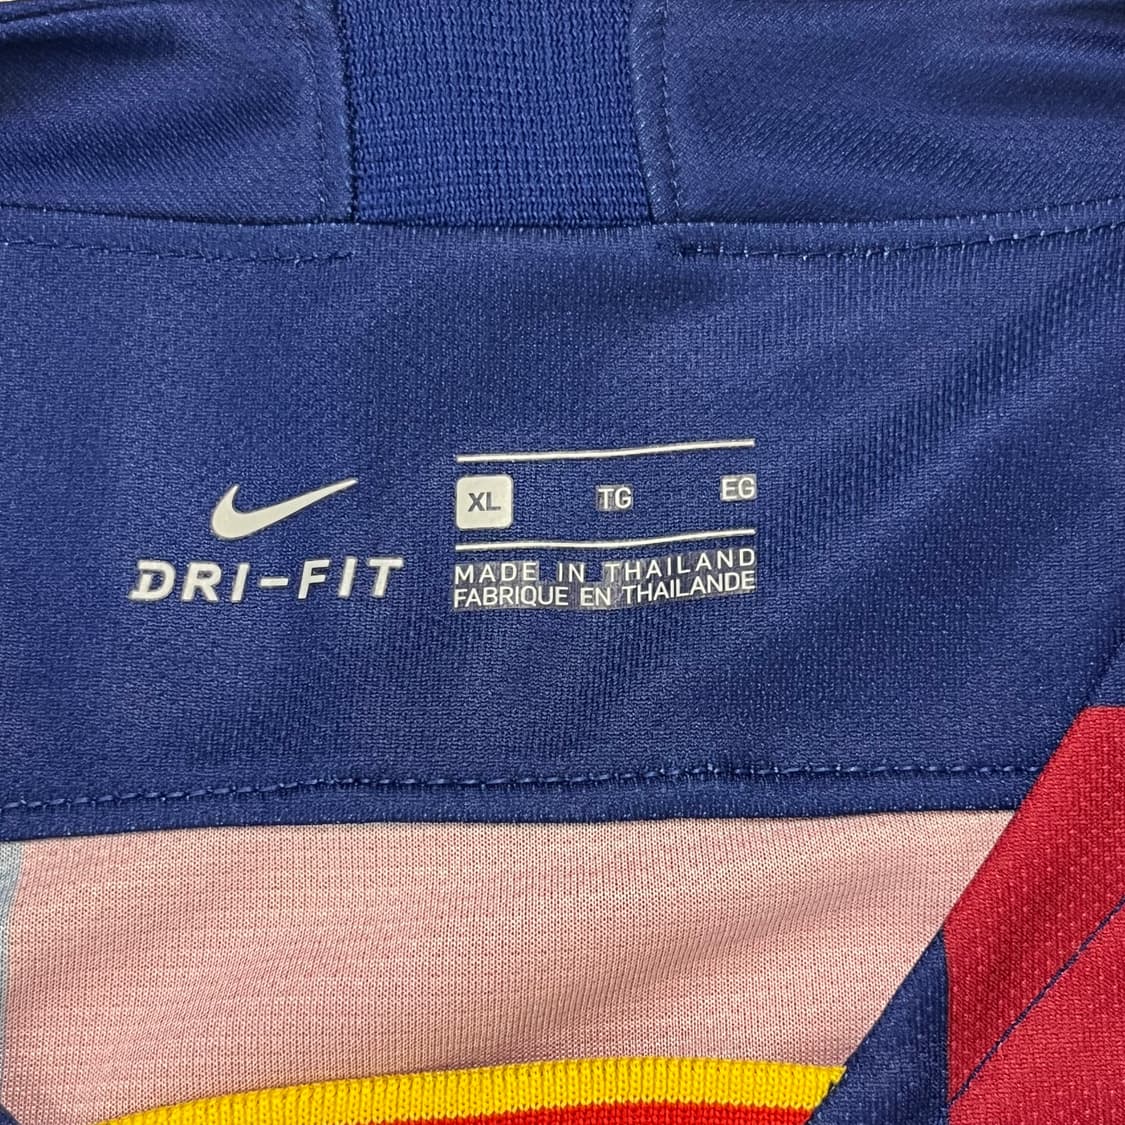 DRI-FIT
XL TG EG
MADE IN THAILAND
FABRIQUE EN THAILANDE